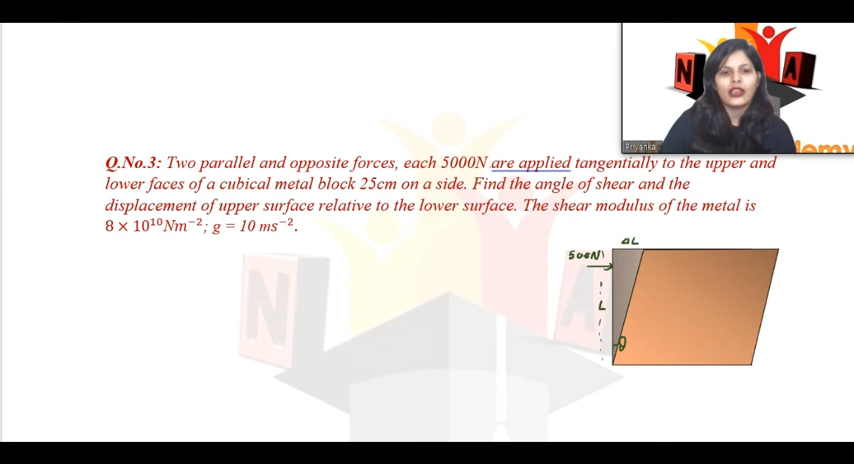 N A
Priyanka
demy
Q.No.3: Two parallel and opposite forces, each 5000N are applied tangentially to the upper and
lower faces of a cubical metal block 25cm on a side. Find the angle of shear and the
displacement of upper surface relative to the lower surface. The shear modulus of the metal is
8 × 10¹⁰Nm⁻²; g = 10 ms⁻².
ΔL
500N
L
θ
N A